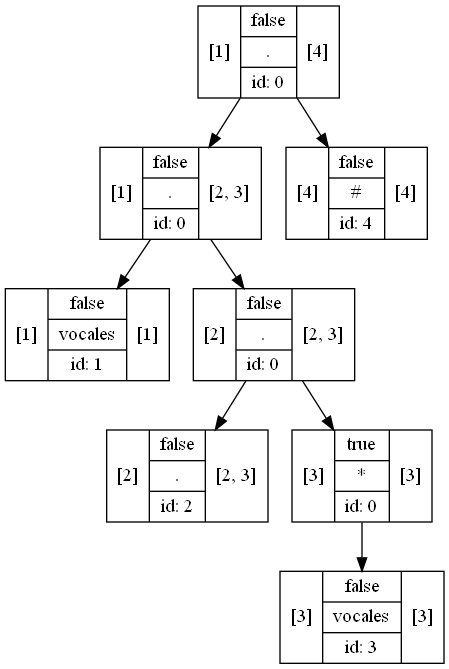 false
[1] . [4]
id: 0
false
[1] . [2, 3]
id: 0
false
[4] # [4]
id: 4
false
[1] vocales [1]
id: 1
false
[2] . [2, 3]
id: 0
false
[2] . [2, 3]
id: 2
true
[3] * [3]
id: 0
false
[3] vocales [3]
id: 3